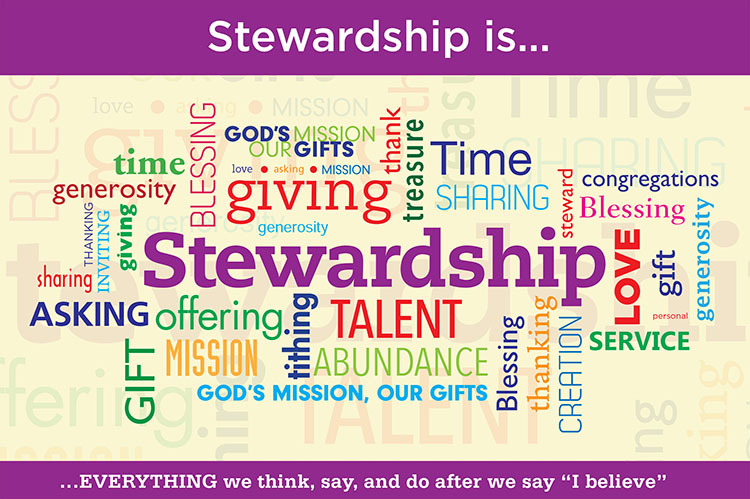 Stewardship is...
GOD'S MISSION
OUR GIFTS
love • asking • MISSION
giving
generosity
BLESSING
thank
treasure
Time
SHARING
time
generosity
steward
congregations
Blessing
THANKING
INVITING
giving
sharing
Stewardship
LOVE
gift
generosity
personal
ASKING
offering
tithing
TALENT
SERVICE
GIFT
MISSION
ABUNDANCE
GOD'S MISSION, OUR GIFTS
Blessing
thanking
CREATION
...EVERYTHING we think, say, and do after we say “I believe”